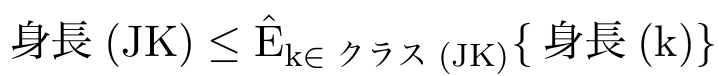 身長 (JK) ≤ Ê_{k∈ クラス (JK)}{ 身長 (k)}